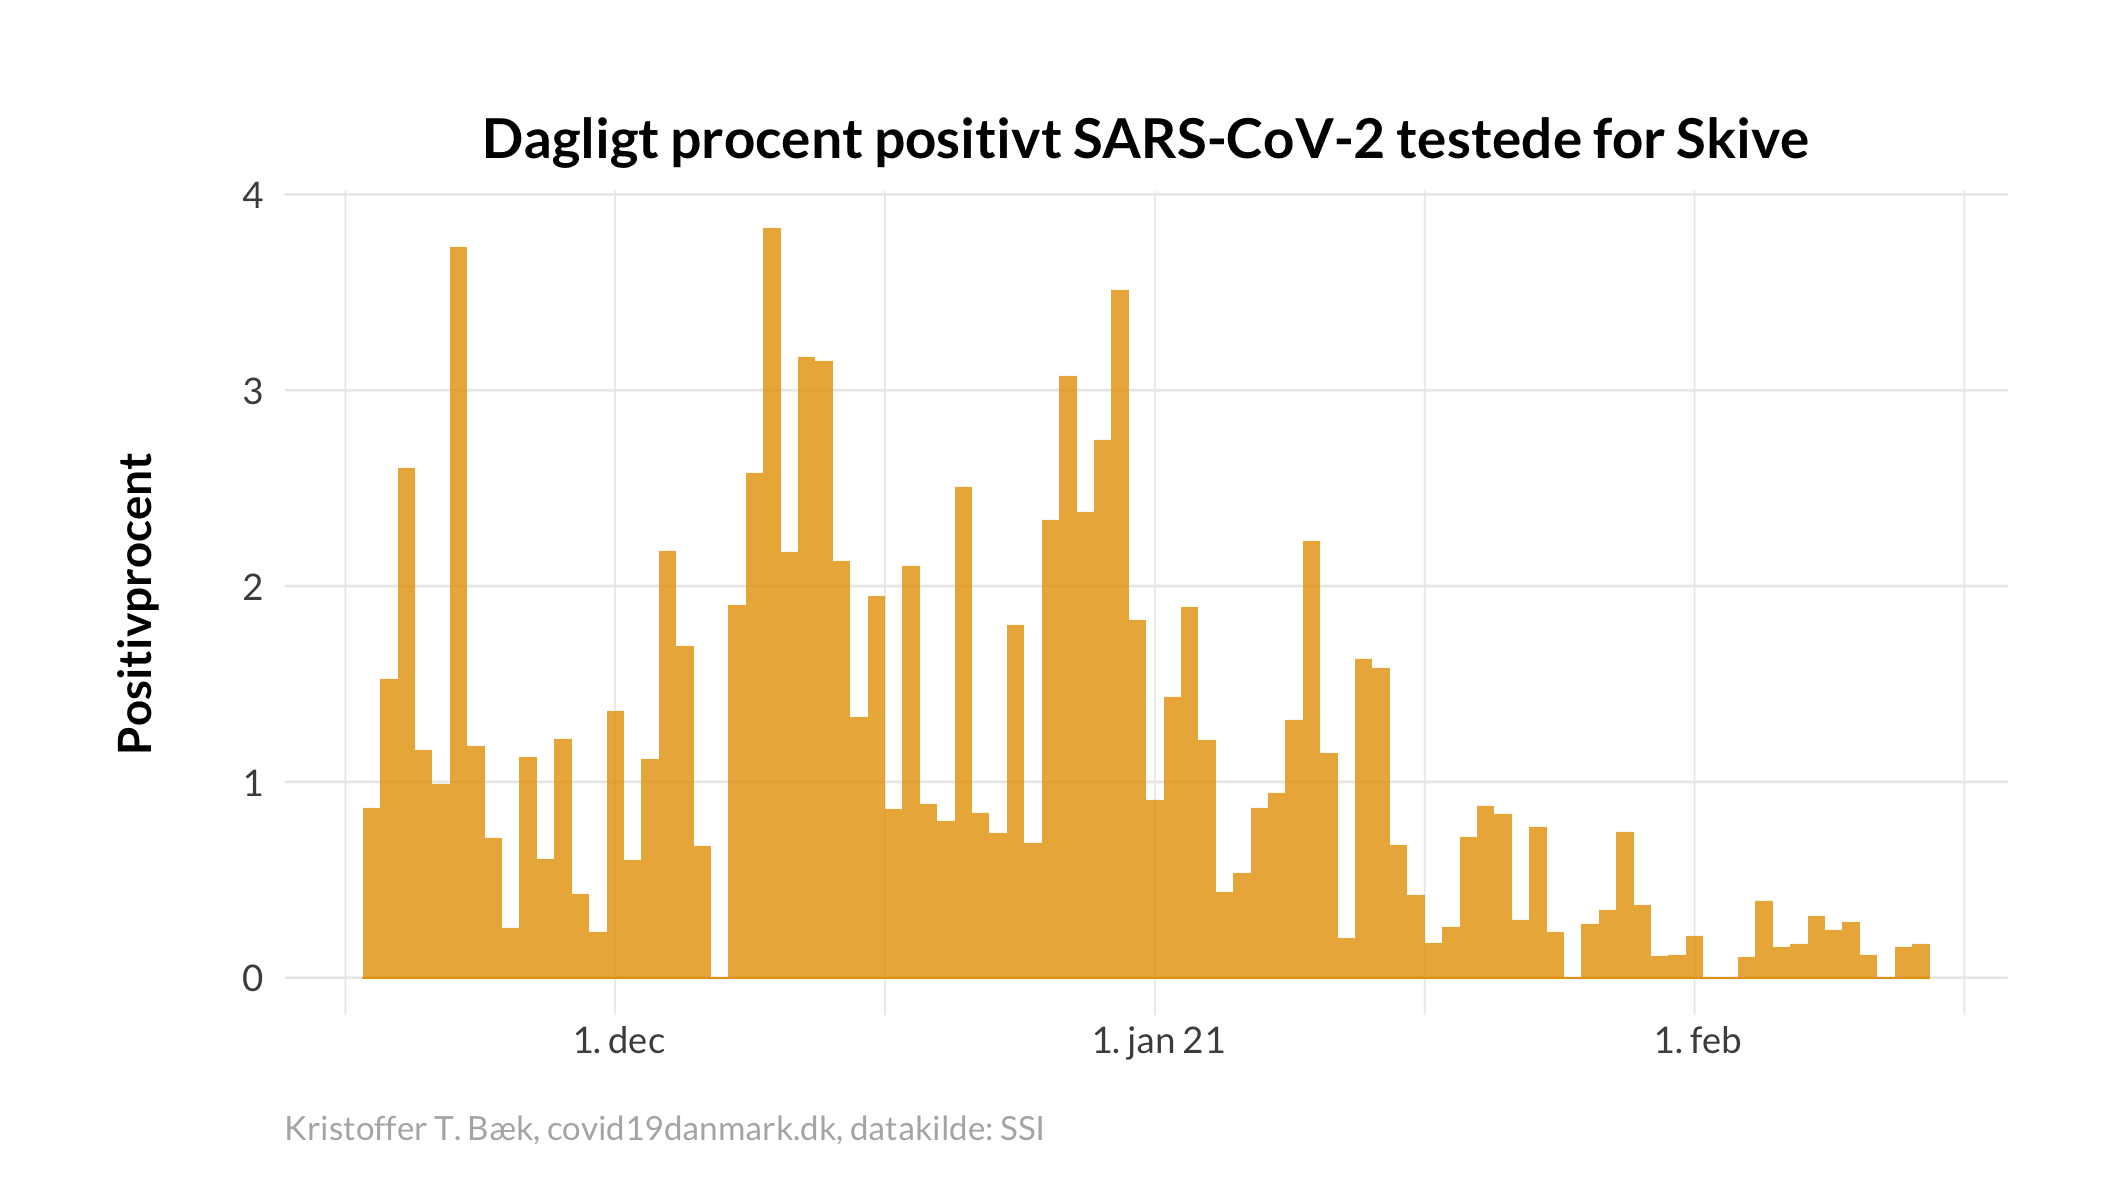 Dagligt procent positivt SARS-CoV-2 testede for Skive
Positivprocent
4
3
2
1
0
1. dec
1. jan 21
1. feb
Kristoffer T. Bæk, covid19danmark.dk, datakilde: SSI